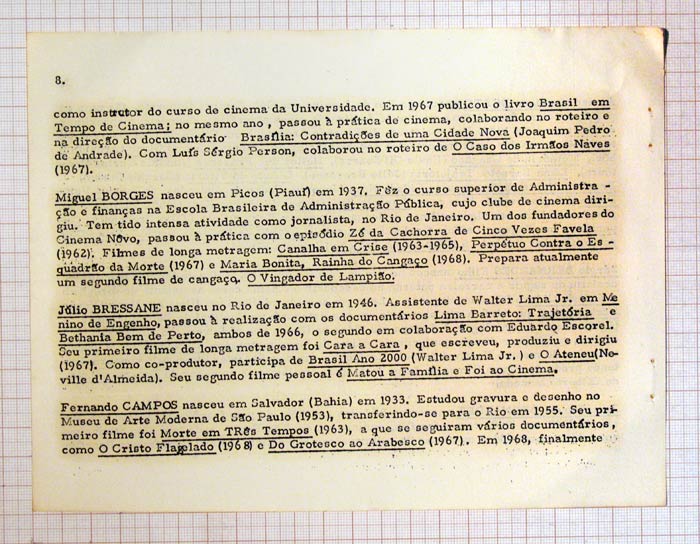 8.
como instrutor do curso de cinema da Universidade. Em 1967 publicou o livro Brasil em
Tempo de Cinema; no mesmo ano, passou à prática de cinema, colaborando no roteiro e
na direção do documentário Brasília: Contradições de uma Cidade Nova (Joaquim Pedro
de Andrade). Com Luís Sérgio Person, colaborou no roteiro de O Caso dos Irmãos Naves
(1967).
Miguel BORGES nasceu em Picos (Piauí) em 1937. Fêz o curso superior de Administra -
ção e finanças na Escola Brasileira de Administração Pública, cujo clube de cinema diri-
giu. Tem tido intensa atividade como jornalista, no Rio de Janeiro. Um dos fundadores do
Cinema Nôvo, passou à prática com o episódio Zé da Cachorra de Cinco Vezes Favela
(1962). Filmes de longa metragem: Canalha em Crise (1963-1965), Perpétuo Contra o Es-
quadrão da Morte (1967) e Maria Bonita, Rainha do Cangaço (1968). Prepara atualmente
um segundo filme de cangaço, O Vingador de Lampião.
Júlio BRESSANE nasceu no Rio de Janeiro em 1946. Assistente de Walter Lima Jr. em Me
nino de Engenho, passou à realização com os documentários Lima Barreto: Trajetória e
Bethania Bem de Perto, ambos de 1966, o segundo em colaboração com Eduardo Escorel.
Seu primeiro filme de longa metragem foi Cara a Cara , que escreveu, produziu e dirigiu
(1967). Como co-produtor, participa de Brasil Ano 2000 (Walter Lima Jr. ) e O Ateneu(Ne-
ville d'Almeida). Seu segundo filme pessoal é Matou a Família e Foi ao Cinema.
Fernando CAMPOS nasceu em Salvador (Bahia) em 1933. Estudou gravura e desenho no
Museu de Arte Moderna de São Paulo (1953), transferindo-se para o Rio em 1955. Seu pri-
meiro filme foi Morte em TRês Tempos (1963), a que se seguiram vários documentários,
como O Cristo Flagelado (1968) e Do Grotesco ao Arabesco (1967). Em 1968, finalmente